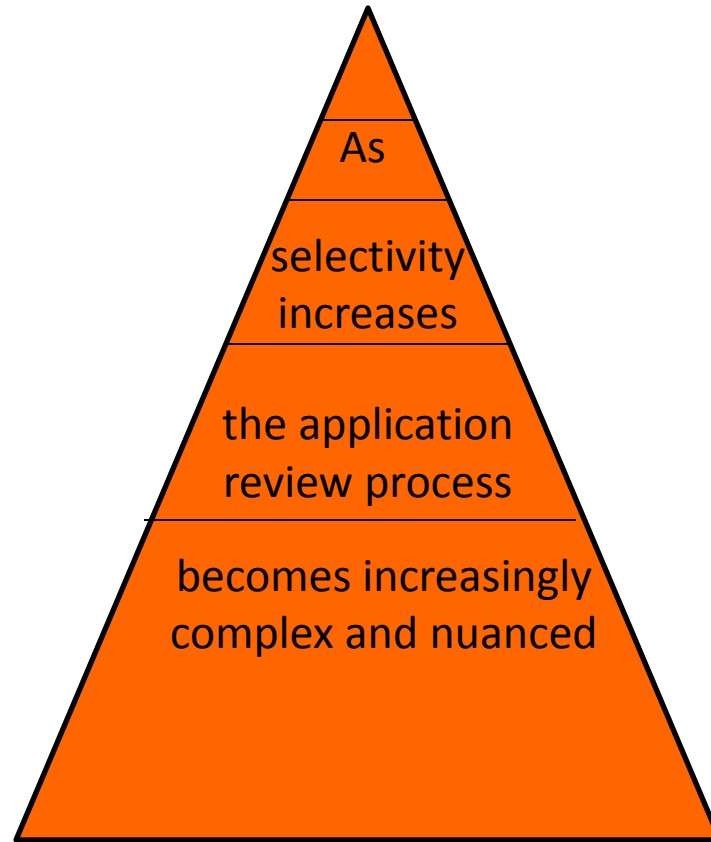 As
selectivity
increases
the application
review process
becomes increasingly
complex and nuanced